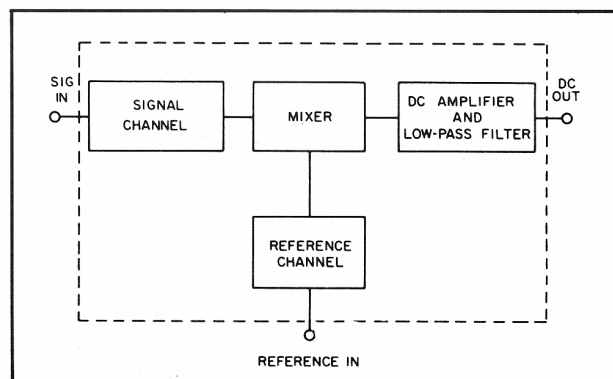 SIG
IN
SIGNAL
CHANNEL
MIXER
DC AMPLIFIER
AND
LOW-PASS FILTER
DC
OUT
REFERENCE
CHANNEL
REFERENCE IN